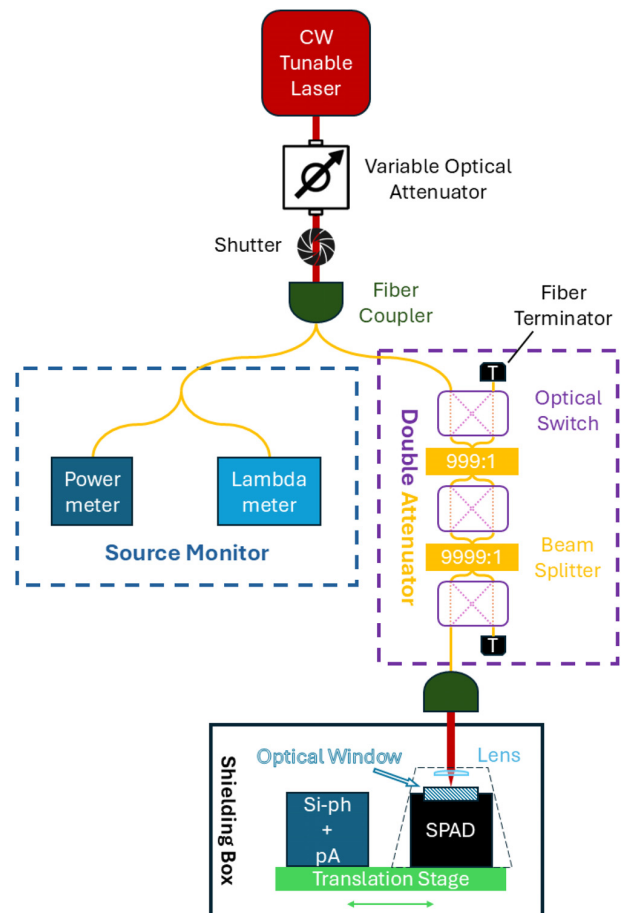 CW
Tunable
Laser
Variable Optical
Attenuator
Shutter
Fiber
Coupler
Fiber
Terminator
T
Optical
Switch
Double Attenuator
999:1
9999:1
Beam
Splitter
T
Power
meter
Lambda
meter
Source Monitor
Shielding Box
Optical Window
Lens
Si-ph
+
pA
SPAD
Translation Stage